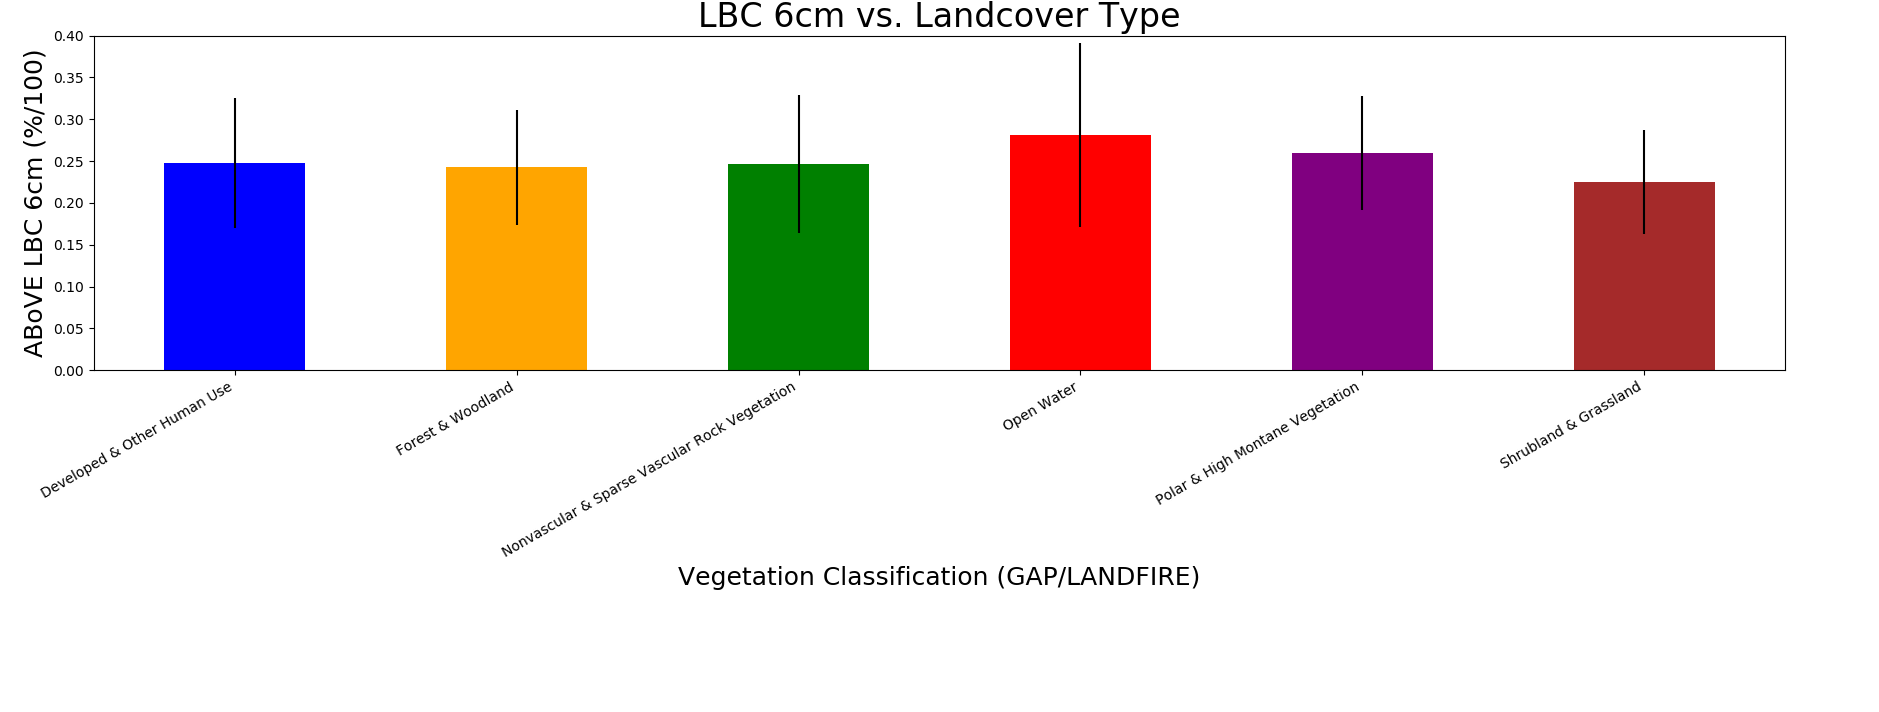 LBC 6cm vs. Landcover Type
ABoVE LBC 6cm (%/100)
0.40
0.35
0.30
0.25
0.20
0.15
0.10
0.05
0.00
Developed & Other Human Use
Forest & Woodland
Nonvascular & Sparse Vascular Rock Vegetation
Open Water
Polar & High Montane Vegetation
Shrubland & Grassland
Vegetation Classification (GAP/LANDFIRE)